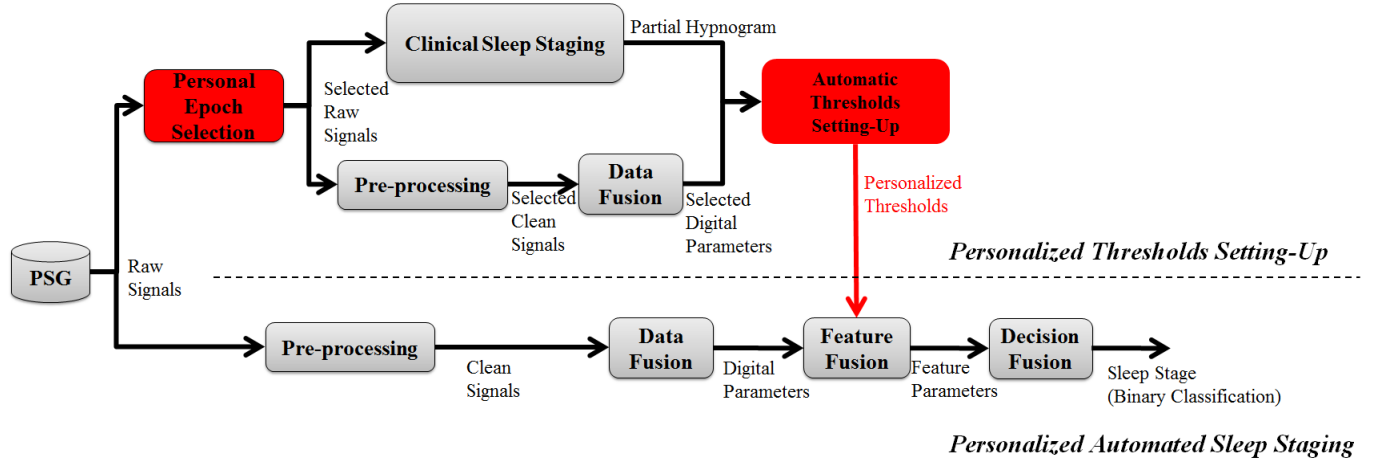 Partial Hypnogram
Clinical Sleep Staging
Personal
Epoch
Selection
Selected
Raw
Signals
Automatic
Thresholds
Setting-Up
Pre-processing
Selected
Clean
Signals
Data
Fusion
Selected
Digital
Parameters
Personalized
Thresholds
Personalized Thresholds Setting-Up
PSG
Raw
Signals
Pre-processing
Clean
Signals
Data
Fusion
Digital
Parameters
Feature
Fusion
Feature
Parameters
Decision
Fusion
Sleep Stage
(Binary Classification)
Personalized Automated Sleep Staging